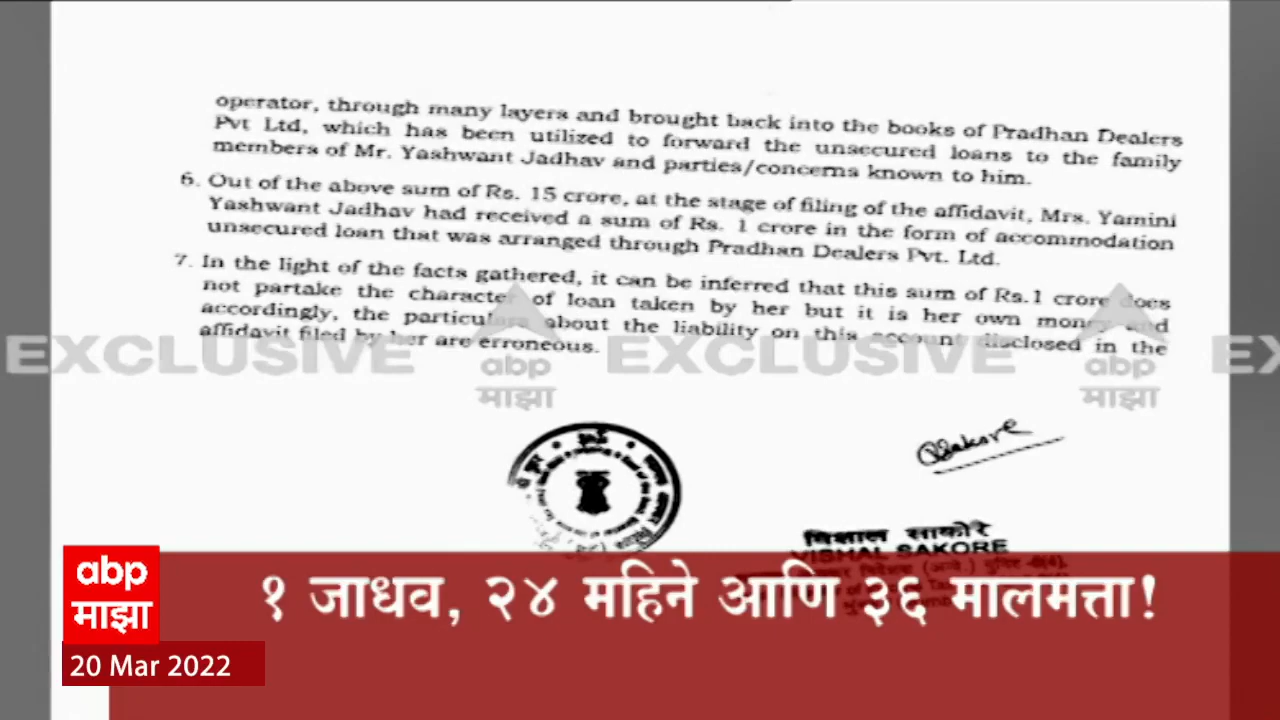 operator, through many layers and brought back into the books of Pradhan Dealers
Pvt Ltd, which has been utilized to forward the unsecured loans to the family
members of Mr. Yashwant Jadhav and parties/concerns known to him.
6. Out of the above sum of Rs. 15 crore, at the stage of filing of the affidavit, Mrs. Yamini
Yashwant Jadhav had received a sum of Rs. 1 crore in the form of accommodation
unsecured loan that was arranged through Pradhan Dealers Pvt. Ltd.
7. In the light of the facts gathered, it can be inferred that this sum of Rs.1 crore does
not partake the character of loan taken by her but it is her own money and
accordingly, the particulars about the liability on this account disclosed in the
affidavit filed by her are erroneous.
EXCLUSIVE abp माझा EXCLUSIVE abp माझा EX
Sakore
विशाल साकोरे
VISHAL SAKORE
abp माझा
१ जाधव, २४ महिने आणि ३६ मालमत्ता!
20 Mar 2022